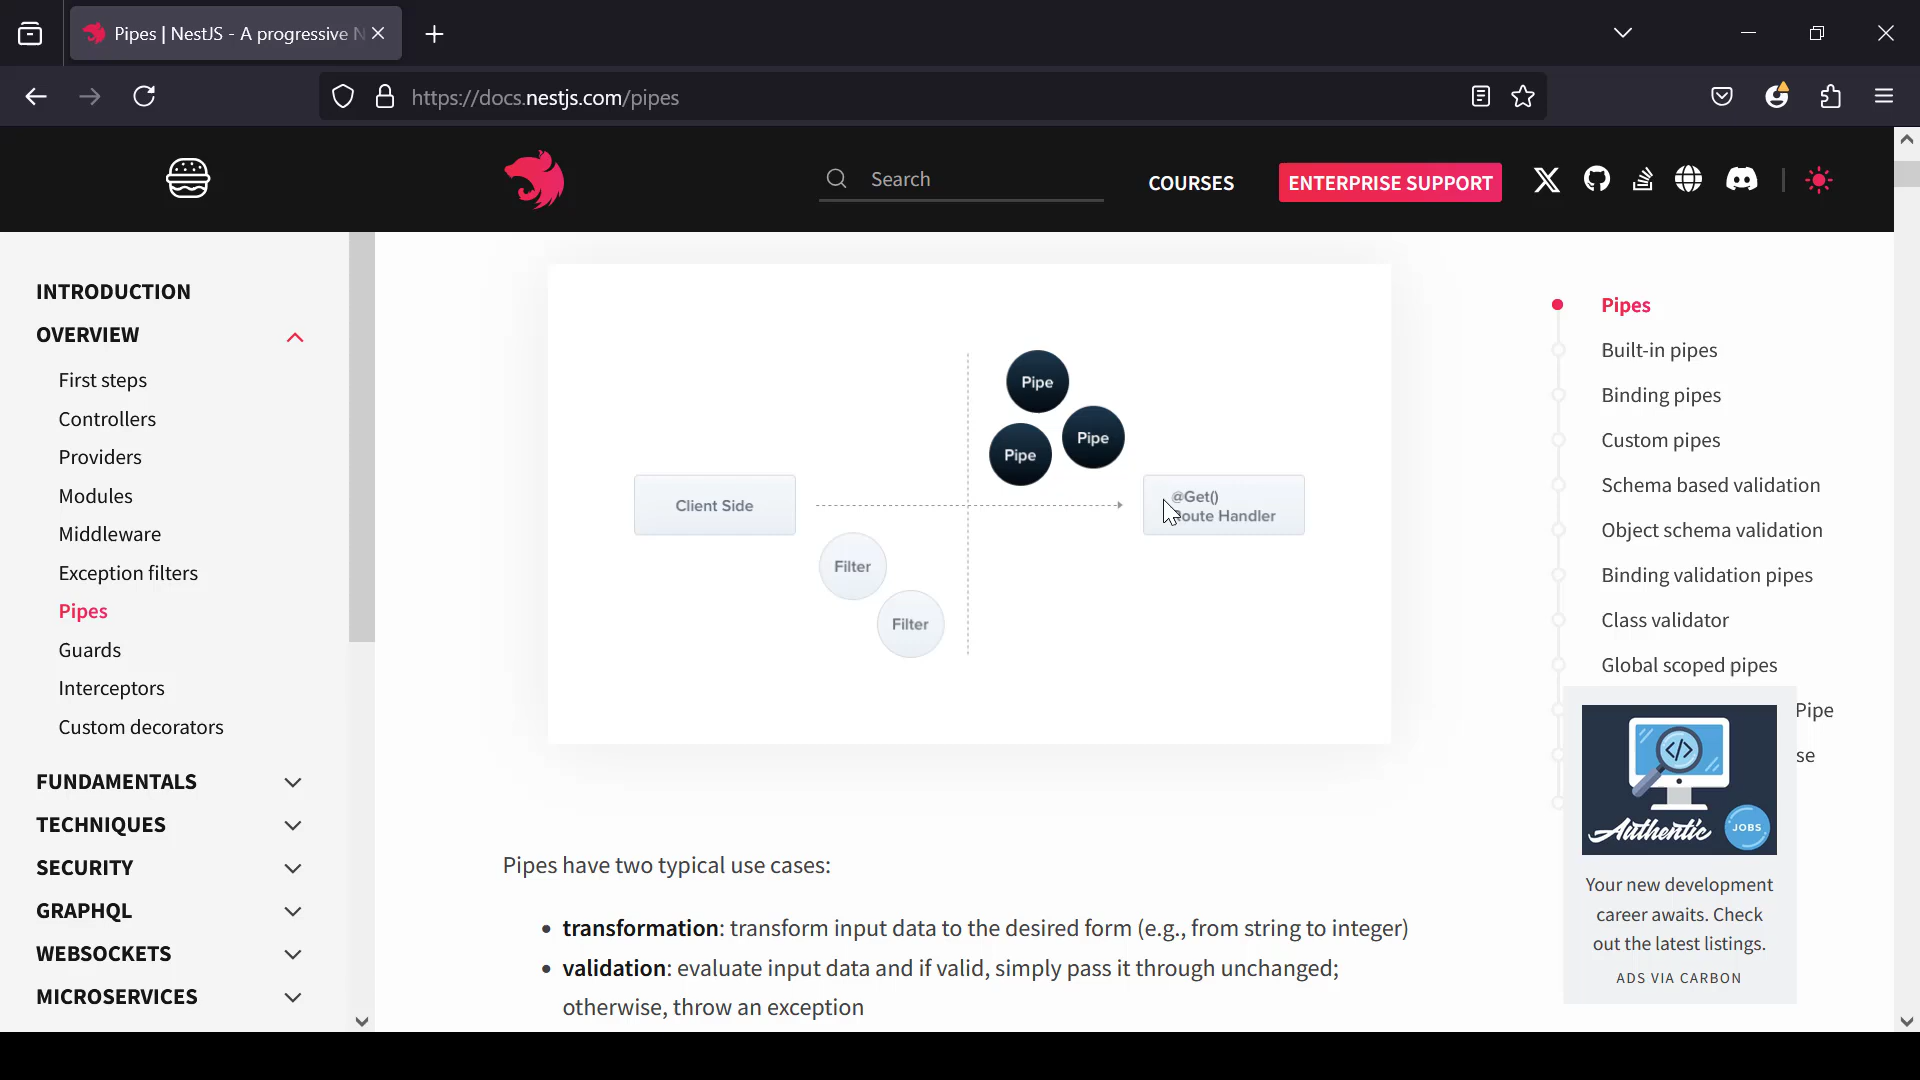 Pipes | NestJS - A progressive N
https://docs.nestjs.com/pipes
Search
COURSES
ENTERPRISE SUPPORT
INTRODUCTION
OVERVIEW
First steps
Controllers
Providers
Modules
Middleware
Exception filters
Pipes
Guards
Interceptors
Custom decorators
FUNDAMENTALS
TECHNIQUES
SECURITY
GRAPHQL
WEBSOCKETS
MICROSERVICES
Pipe
Pipe
Pipe
Client Side
@Get()
Route Handler
Filter
Filter
Pipes have two typical use cases:
• transformation: transform input data to the desired form (e.g., from string to integer)
• validation: evaluate input data and if valid, simply pass it through unchanged;
otherwise, throw an exception
Pipes
Built-in pipes
Binding pipes
Custom pipes
Schema based validation
Object schema validation
Binding validation pipes
Class validator
Global scoped pipes
Pipe
se
</>
Authentic
JOBS
Your new development
career awaits. Check
out the latest listings.
ADS VIA CARBON